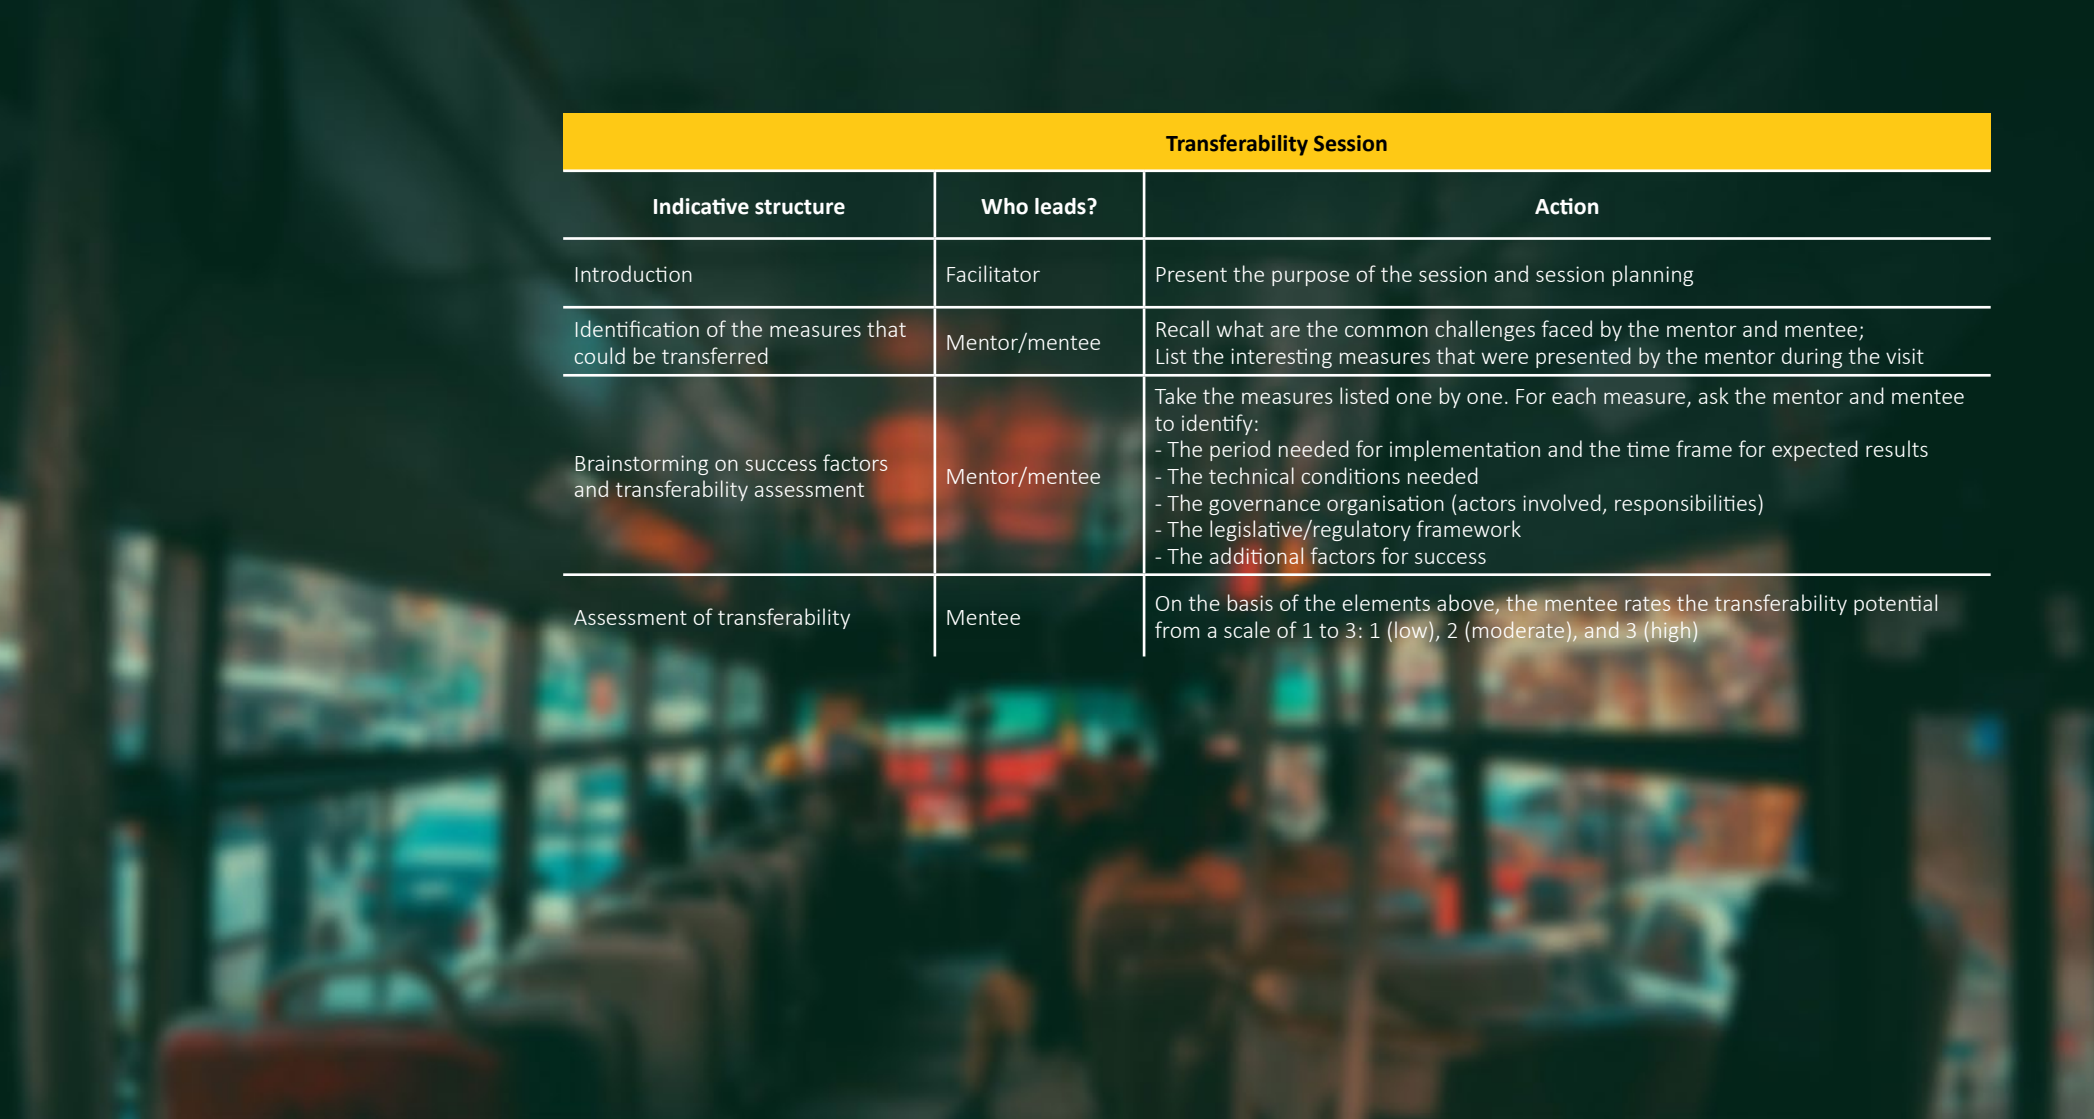 Transferability Session
Indicative structure
Who leads?
Action
Introduction
Facilitator
Present the purpose of the session and session planning
Identification of the measures that
could be transferred
Mentor/mentee
Recall what are the common challenges faced by the mentor and mentee;
List the interesting measures that were presented by the mentor during the visit
Brainstorming on success factors
and transferability assessment
Mentor/mentee
Take the measures listed one by one. For each measure, ask the mentor and mentee
to identify:
- The period needed for implementation and the time frame for expected results
- The technical conditions needed
- The governance organisation (actors involved, responsibilities)
- The legislative/regulatory framework
- The additional factors for success
Assessment of transferability
Mentee
On the basis of the elements above, the mentee rates the transferability potential
from a scale of 1 to 3: 1 (low), 2 (moderate), and 3 (high)